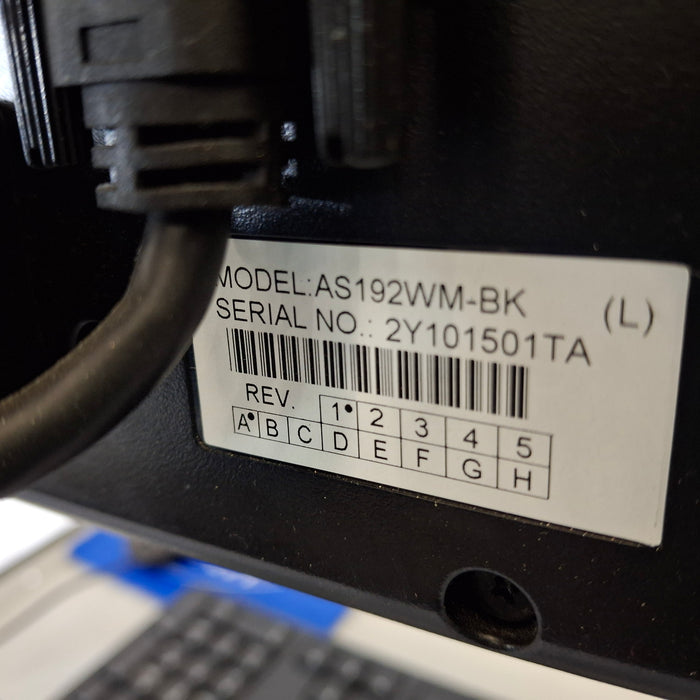 MODEL:AS192WM-BK (L)
SERIAL NO.: 2Y101501TA
REV. 1• 2 3 4 5
A• B C D E F G H